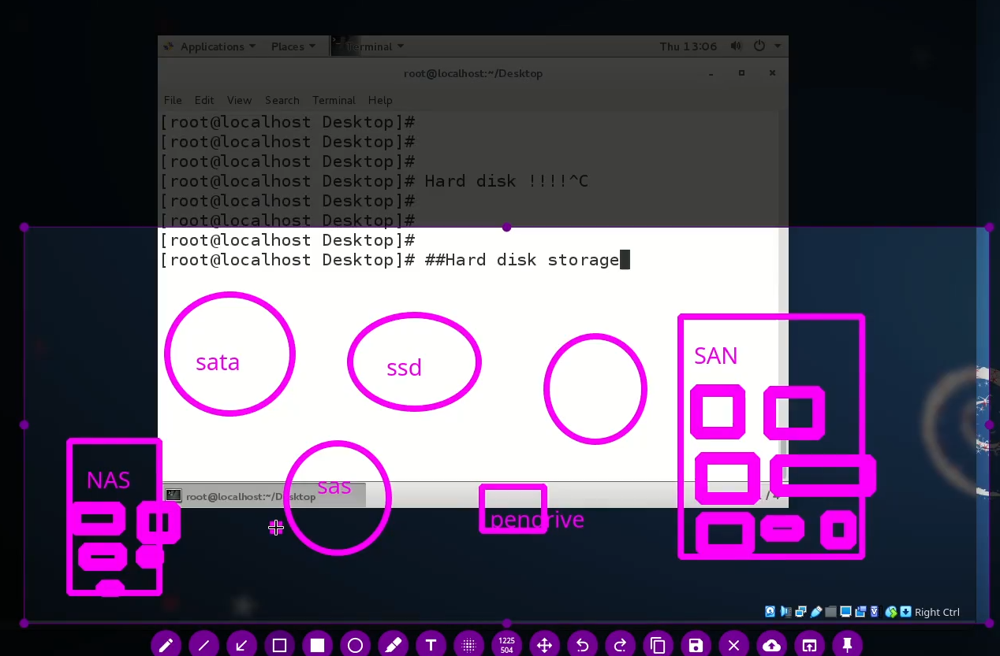 Applications Places Terminal Thu 13:06
root@localhost:~/Desktop
File Edit View Search Terminal Help
[root@localhost Desktop]#
[root@localhost Desktop]#
[root@localhost Desktop]#
[root@localhost Desktop]# Hard disk !!!!^C
[root@localhost Desktop]#
[root@localhost Desktop]#
[root@localhost Desktop]#
[root@localhost Desktop]# ##Hard disk storage
sata
ssd
SAN
NAS
sas
root@localhost:~/Desktop
/ 4
pendrive
Right Ctrl
T
1225
504